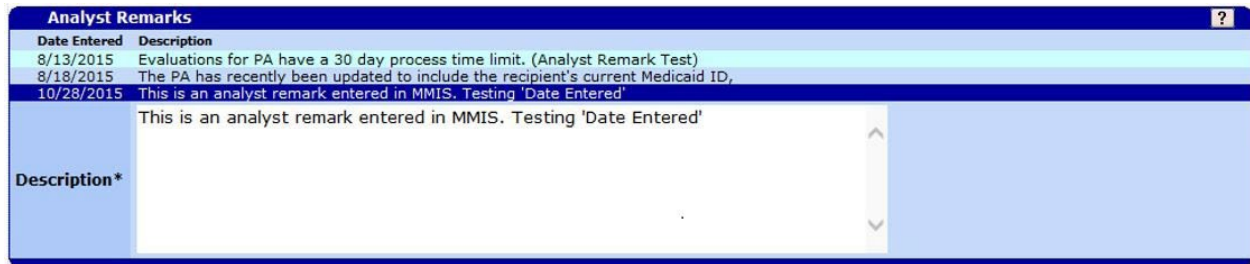 Analyst Remarks ?
Date Entered Description
8/13/2015 Evaluations for PA have a 30 day process time limit. (Analyst Remark Test)
8/18/2015 The PA has recently been updated to include the recipient's current Medicaid ID,
10/28/2015 This is an analyst remark entered in MMIS. Testing 'Date Entered'
This is an analyst remark entered in MMIS. Testing 'Date Entered'
Description*